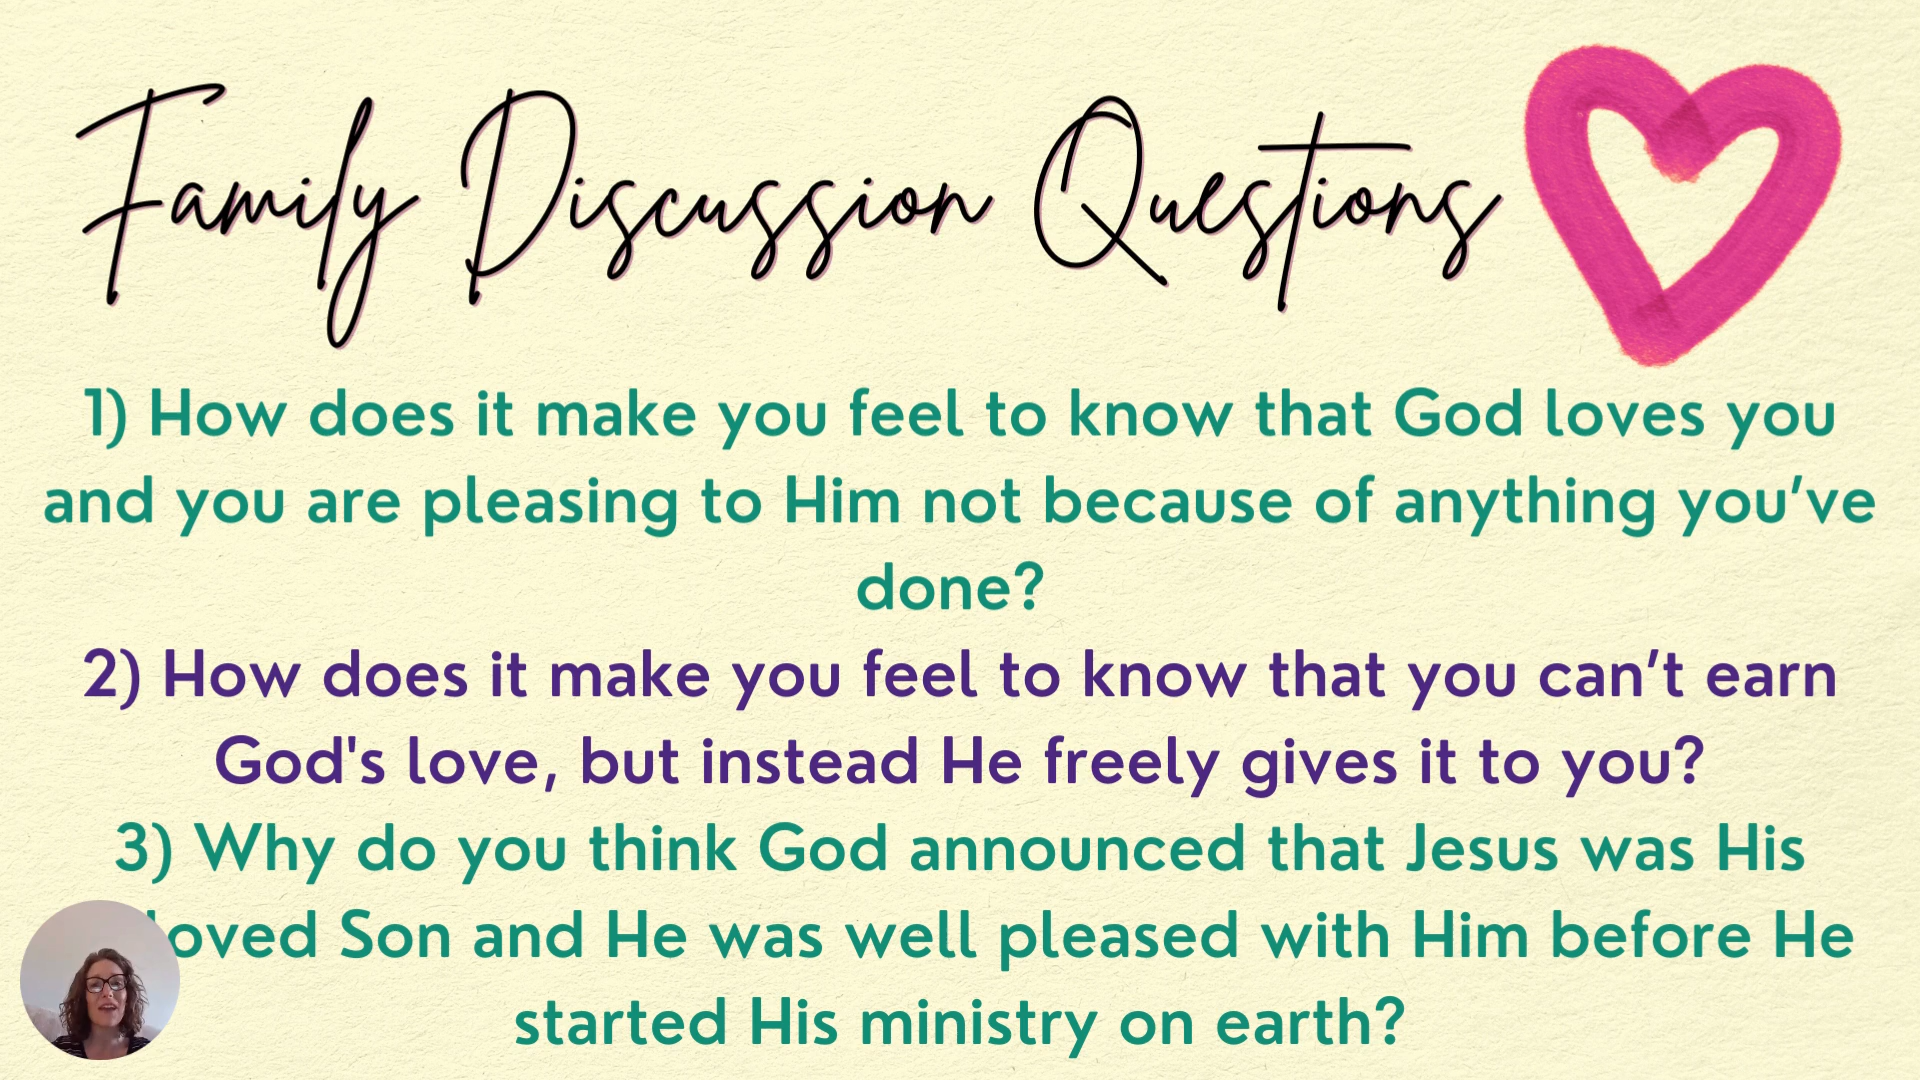 Family Discussion Questions
1) How does it make you feel to know that God loves you
and you are pleasing to Him not because of anything you’ve
done?
2) How does it make you feel to know that you can’t earn
God's love, but instead He freely gives it to you?
3) Why do you think God announced that Jesus was His
Son and He was well pleased with Him before He
started His ministry on earth?